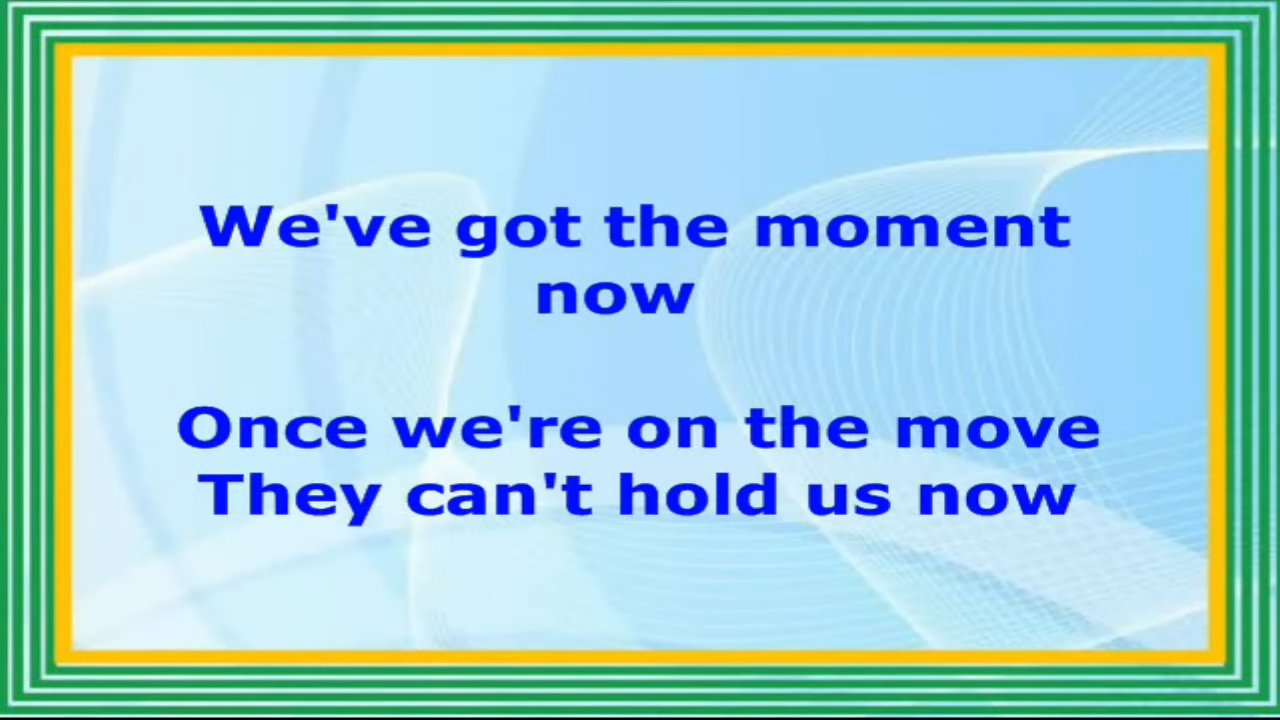 We've got the moment
now
Once we're on the move
They can't hold us now